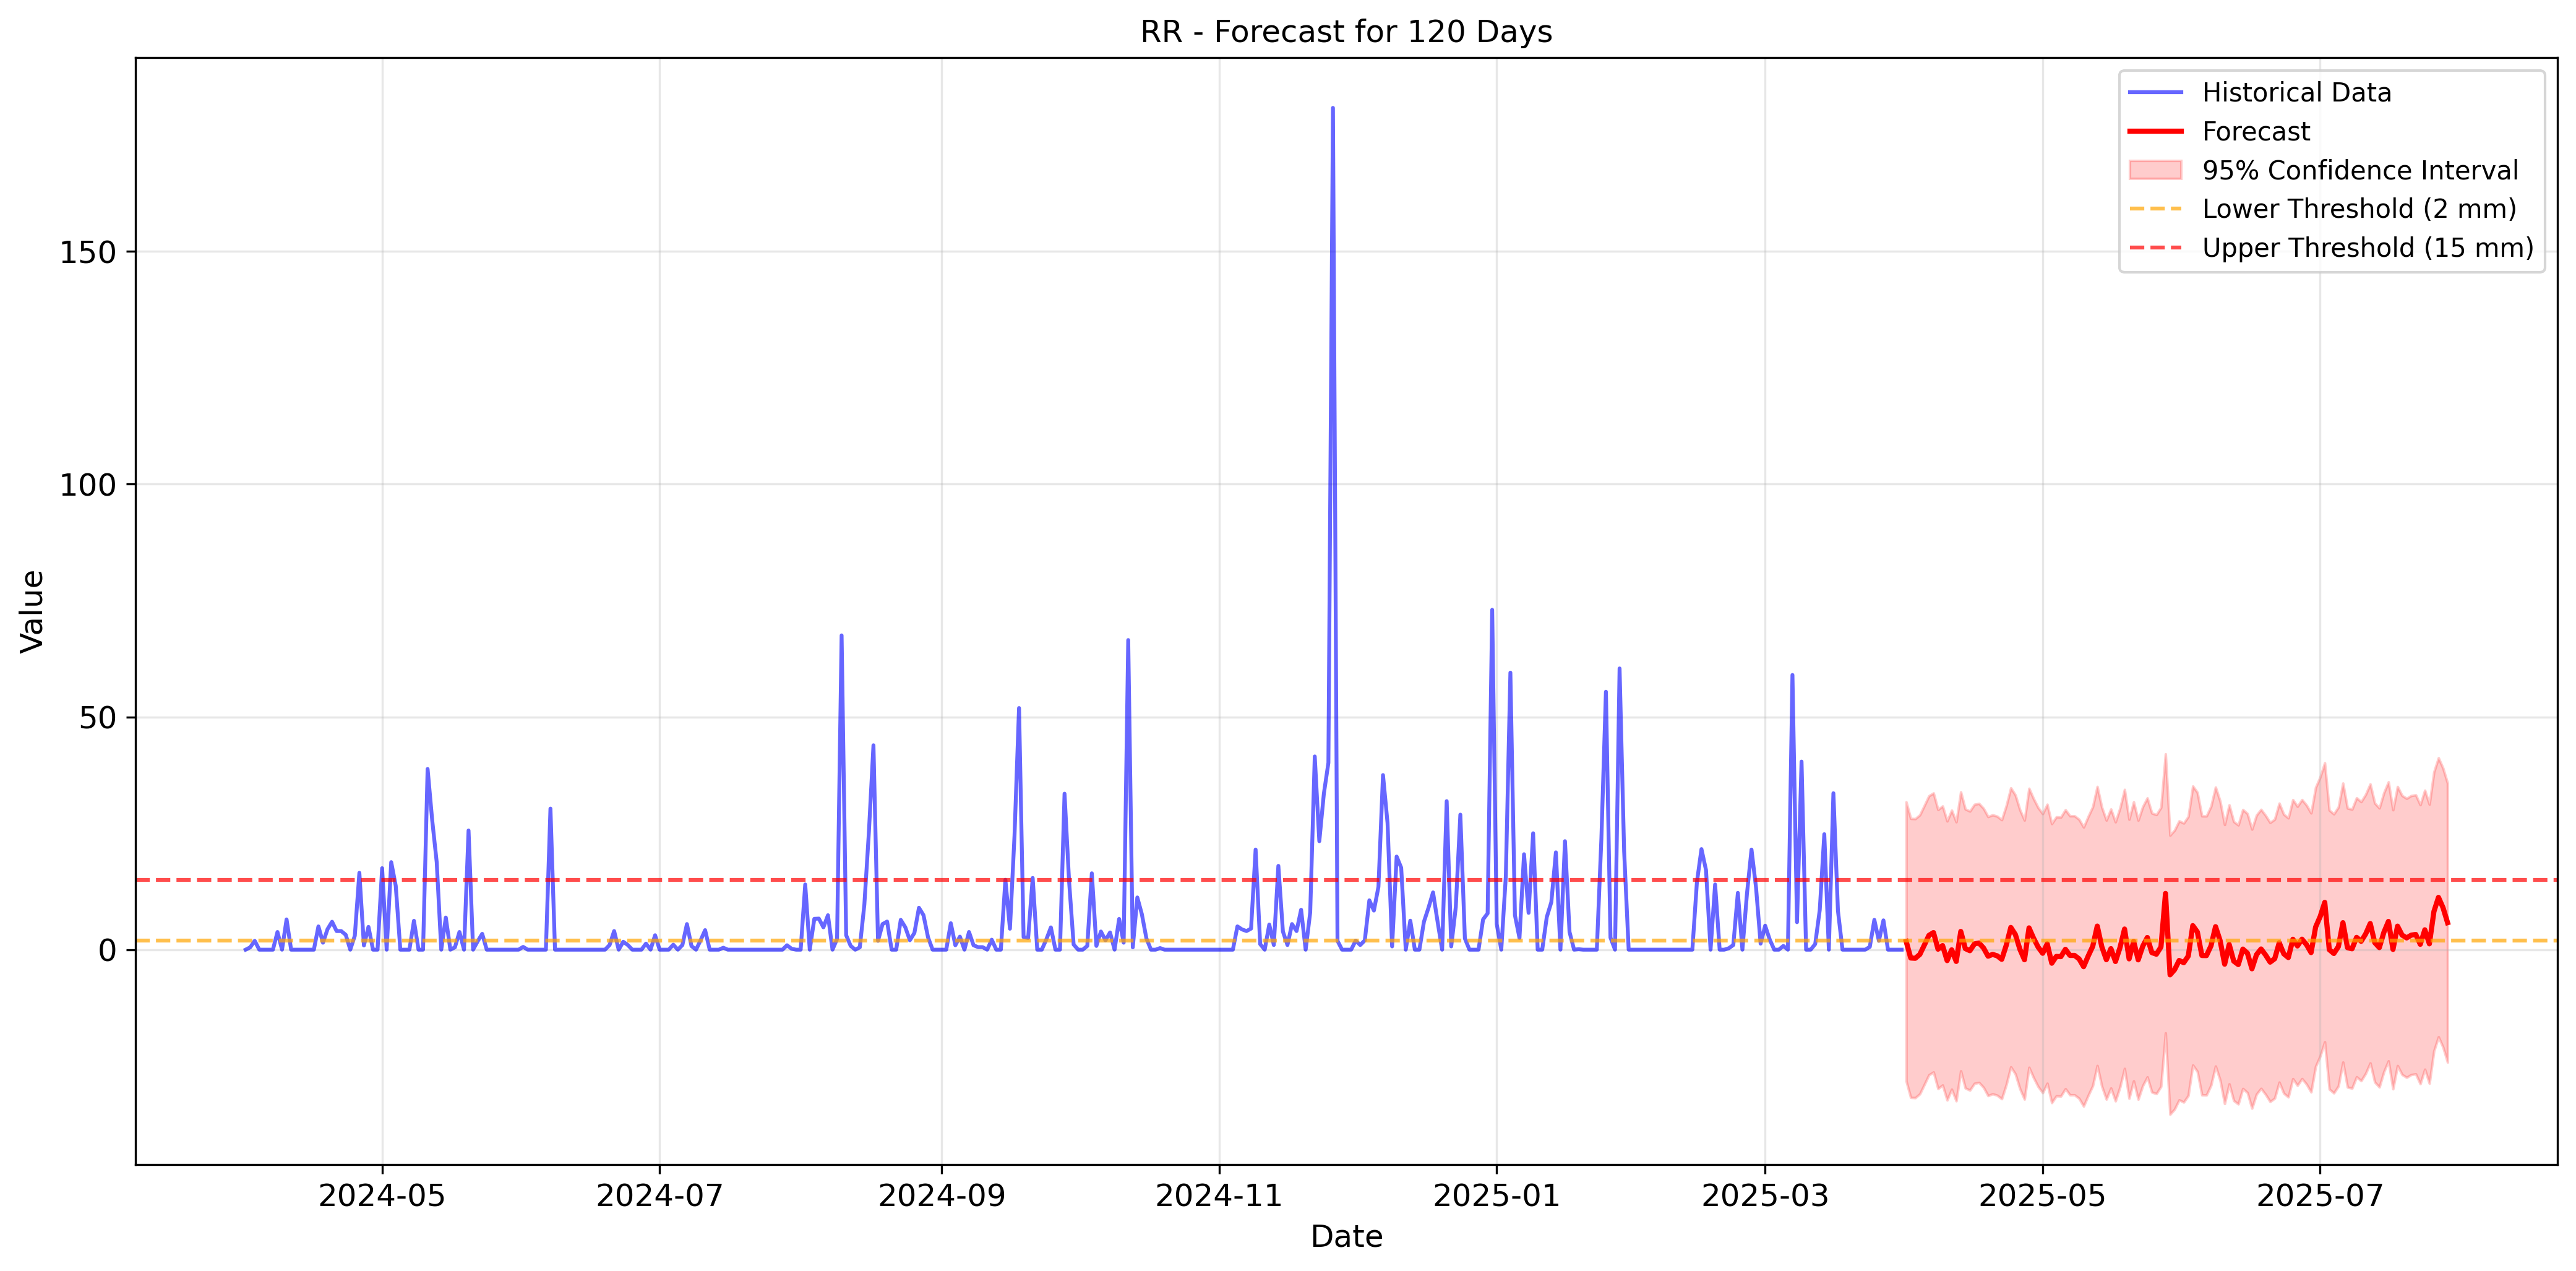 RR - Forecast for 120 Days
Historical Data
Forecast
95% Confidence Interval
Lower Threshold (2 mm)
Upper Threshold (15 mm)
Value
150
100
50
0
2024-05
2024-07
2024-09
2024-11
2025-01
2025-03
2025-05
2025-07
Date